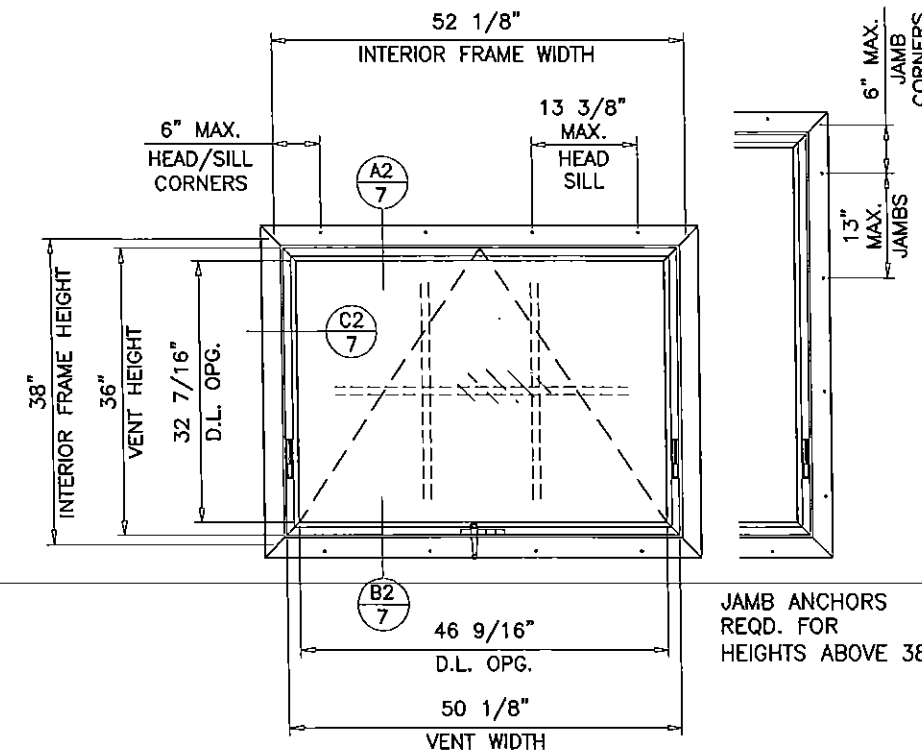 52 1/8"
INTERIOR FRAME WIDTH
6" MAX.
HEAD/SILL
CORNERS
13 3/8"
MAX.
HEAD
SILL
6" MAX.
JAMB
CORNERS
13"
MAX.
JAMBS
A2
7
C2
7
38"
INTERIOR FRAME HEIGHT
36"
VENT HEIGHT
32 7/16"
D.L. OPG.
B2
7
46 9/16"
D.L. OPG.
50 1/8"
VENT WIDTH
JAMB ANCHORS
REQD. FOR
HEIGHTS ABOVE 38